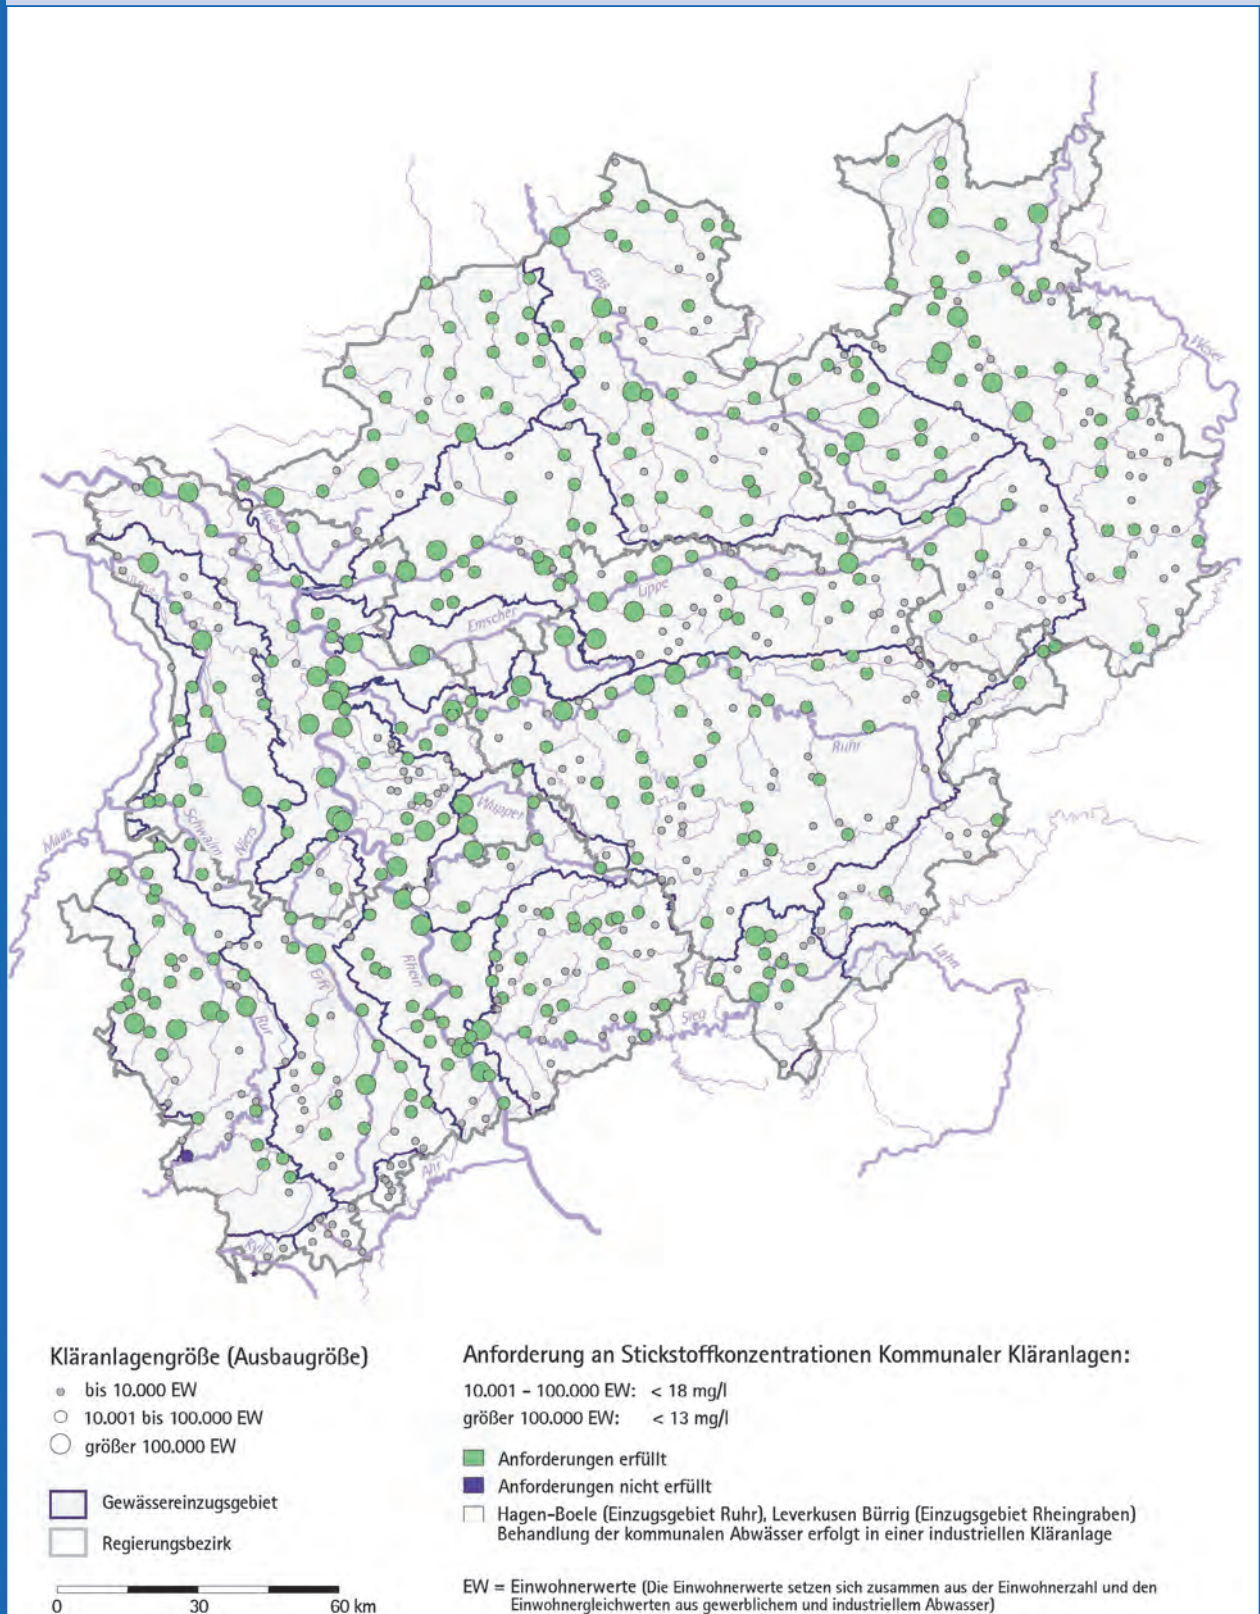 Ems
Weser
Issel
Lippe
Emscher
Ruhr
Wupper
Maas
Schwalm
Niers
Lahn
Erft
Rhein
Rur
Sieg
Ahr
Kyll
Kläranlagengröße (Ausbaugröße)
bis 10.000 EW
10.001 bis 100.000 EW
größer 100.000 EW
Gewässereinzugsgebiet
Regierungsbezirk
0 30 60 km
Anforderung an Stickstoffkonzentrationen Kommunaler Kläranlagen:
10.001 - 100.000 EW: < 18 mg/l
größer 100.000 EW: < 13 mg/l
Anforderungen erfüllt
Anforderungen nicht erfüllt
Hagen-Boele (Einzugsgebiet Ruhr), Leverkusen Bürrig (Einzugsgebiet Rheingraben)
Behandlung der kommunalen Abwässer erfolgt in einer industriellen Kläranlage
EW = Einwohnerwerte (Die Einwohnerwerte setzen sich zusammen aus der Einwohnerzahl und den
Einwohnergleichwerten aus gewerblichem und industriellem Abwasser)